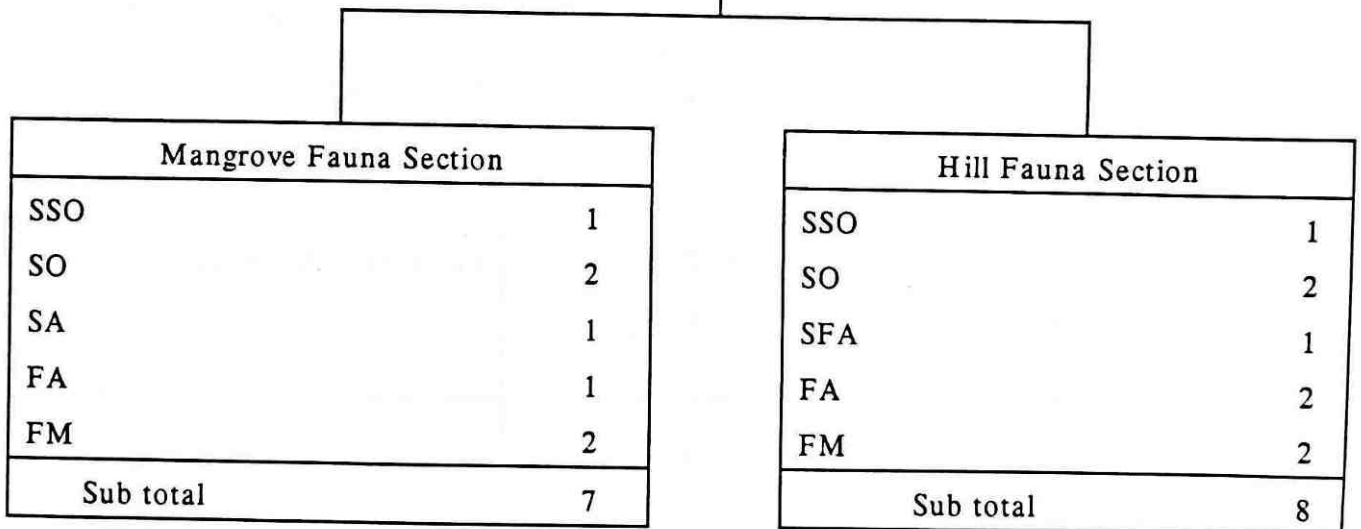 Mangrove Fauna Section
SSO 1
SO 2
SA 1
FA 1
FM 2
Sub total 7
Hill Fauna Section
SSO 1
SO 2
SFA 1
FA 2
FM 2
Sub total 8